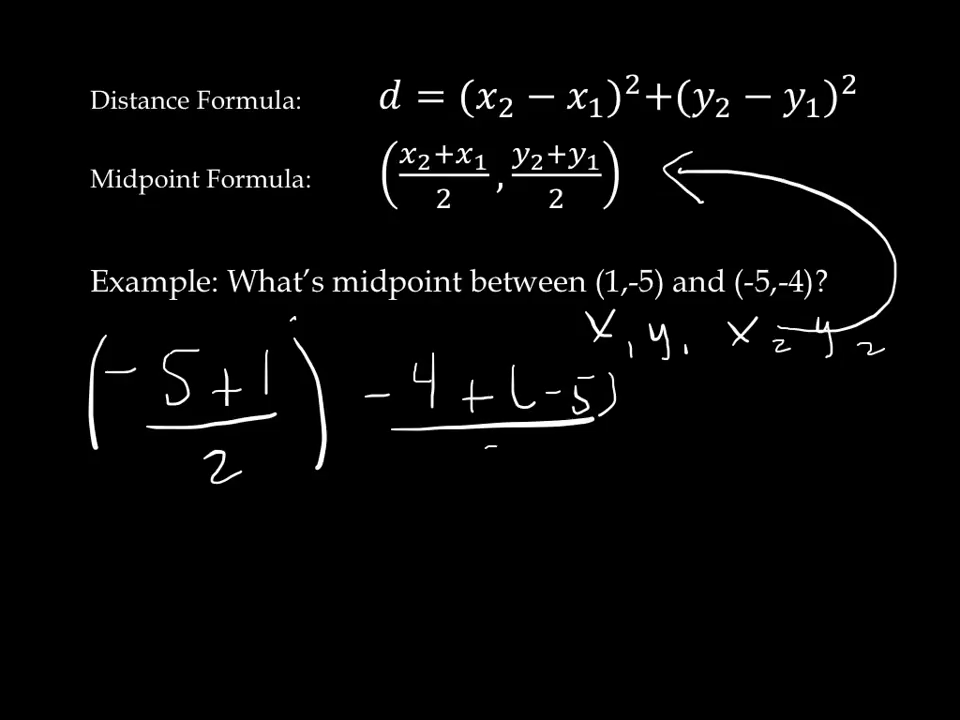 Distance Formula: d = (x₂ − x₁)²+(y₂ − y₁)²
Midpoint Formula: (x₂+x₁/2, y₂+y₁/2)
Example: What's midpoint between (1,-5) and (-5,-4)?
x₁ y₁ x₂ y₂
(-5+1/2) -4+(-5)